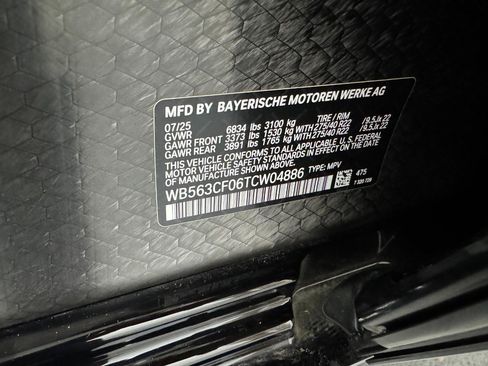 MFD BY BAYERISCHE MOTOREN WERKE AG
07/25 TIRE / RIM
GVWR 6834 lbs 3100 kg
GAWR FRONT 3373 lbs 1530 kg WITH 275/40 R22 / 9.5J x 22
GAWR REAR 3891 lbs 1765 kg WITH 275/40 R22 / 9.5J x 22
THIS VEHICLE CONFORMS TO ALL APPLICABLE U.S. FEDERAL
MOTOR VEHICLE SAFETY STANDARDS IN EFFECT ON THE DATE
OF MANUFACTURE SHOWN ABOVE.
WB563CF06TCW04886 TYPE: MPV
475